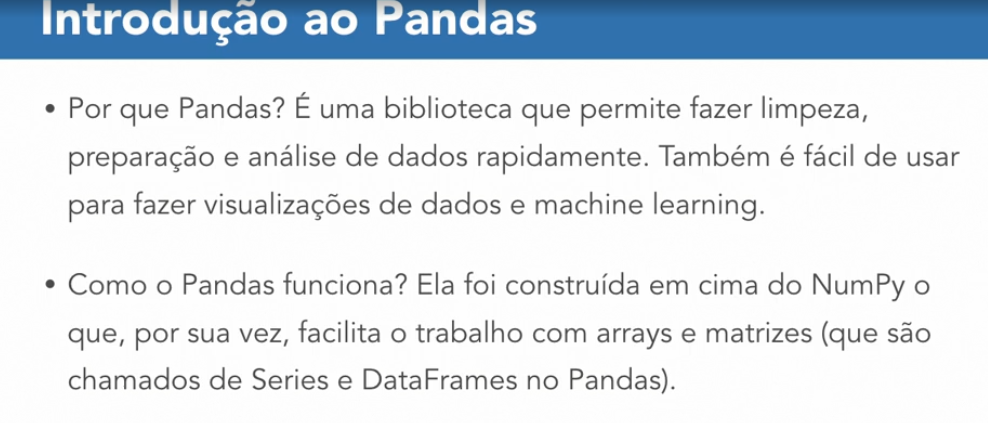 Introdução ao Pandas
• Por que Pandas? É uma biblioteca que permite fazer limpeza,
preparação e análise de dados rapidamente. Também é fácil de usar
para fazer visualizações de dados e machine learning.
• Como o Pandas funciona? Ela foi construída em cima do NumPy o
que, por sua vez, facilita o trabalho com arrays e matrizes (que são
chamados de Series e DataFrames no Pandas).